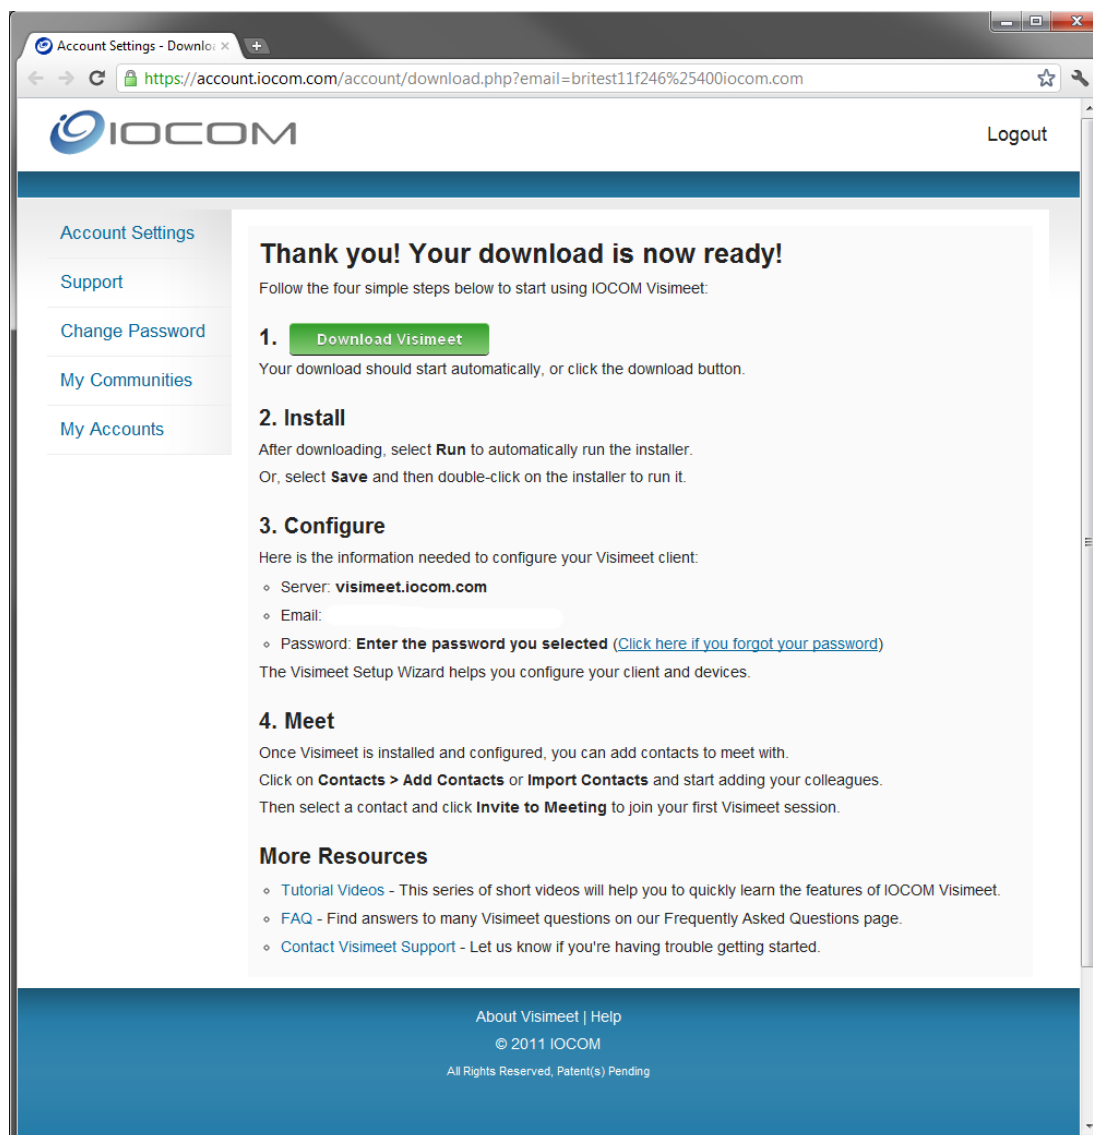 Account Settings - Downlo
https://account.iocom.com/account/download.php?email=britest11f246%25400iocom.com
IOCOM
Logout
Account Settings
Support
Change Password
My Communities
My Accounts
Thank you! Your download is now ready!
Follow the four simple steps below to start using IOCOM Visimeet:
1. Download Visimeet
Your download should start automatically, or click the download button.
2. Install
After downloading, select Run to automatically run the installer.
Or, select Save and then double-click on the installer to run it.
3. Configure
Here is the information needed to configure your Visimeet client:
Server: visimeet.iocom.com
Email:
Password: Enter the password you selected (Click here if you forgot your password)
The Visimeet Setup Wizard helps you configure your client and devices.
4. Meet
Once Visimeet is installed and configured, you can add contacts to meet with.
Click on Contacts > Add Contacts or Import Contacts and start adding your colleagues.
Then select a contact and click Invite to Meeting to join your first Visimeet session.
More Resources
Tutorial Videos - This series of short videos will help you to quickly learn the features of IOCOM Visimeet.
FAQ - Find answers to many Visimeet questions on our Frequently Asked Questions page.
Contact Visimeet Support - Let us know if you're having trouble getting started.
About Visimeet | Help
© 2011 IOCOM
All Rights Reserved, Patent(s) Pending